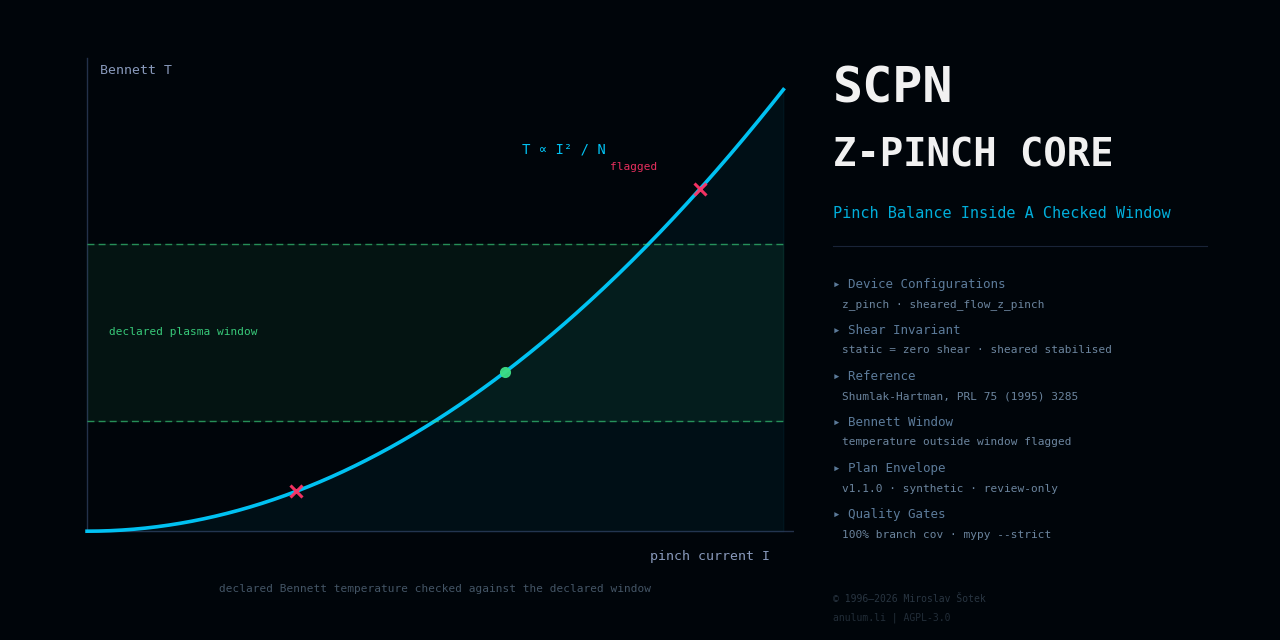 Bennett T
T ∝ I² / N
flagged
declared plasma window
pinch current I
declared Bennett temperature checked against the declared window
SCPN
Z-PINCH CORE
Pinch Balance Inside A Checked Window
▸ Device Configurations
z_pinch · sheared_flow_z_pinch
▸ Shear Invariant
static = zero shear · sheared stabilised
▸ Reference
Shumlak-Hartman, PRL 75 (1995) 3285
▸ Bennett Window
temperature outside window flagged
▸ Plan Envelope
v1.1.0 · synthetic · review-only
▸ Quality Gates
100% branch cov · mypy --strict
© 1996–2026 Miroslav Šotek
anulum.li | AGPL-3.0